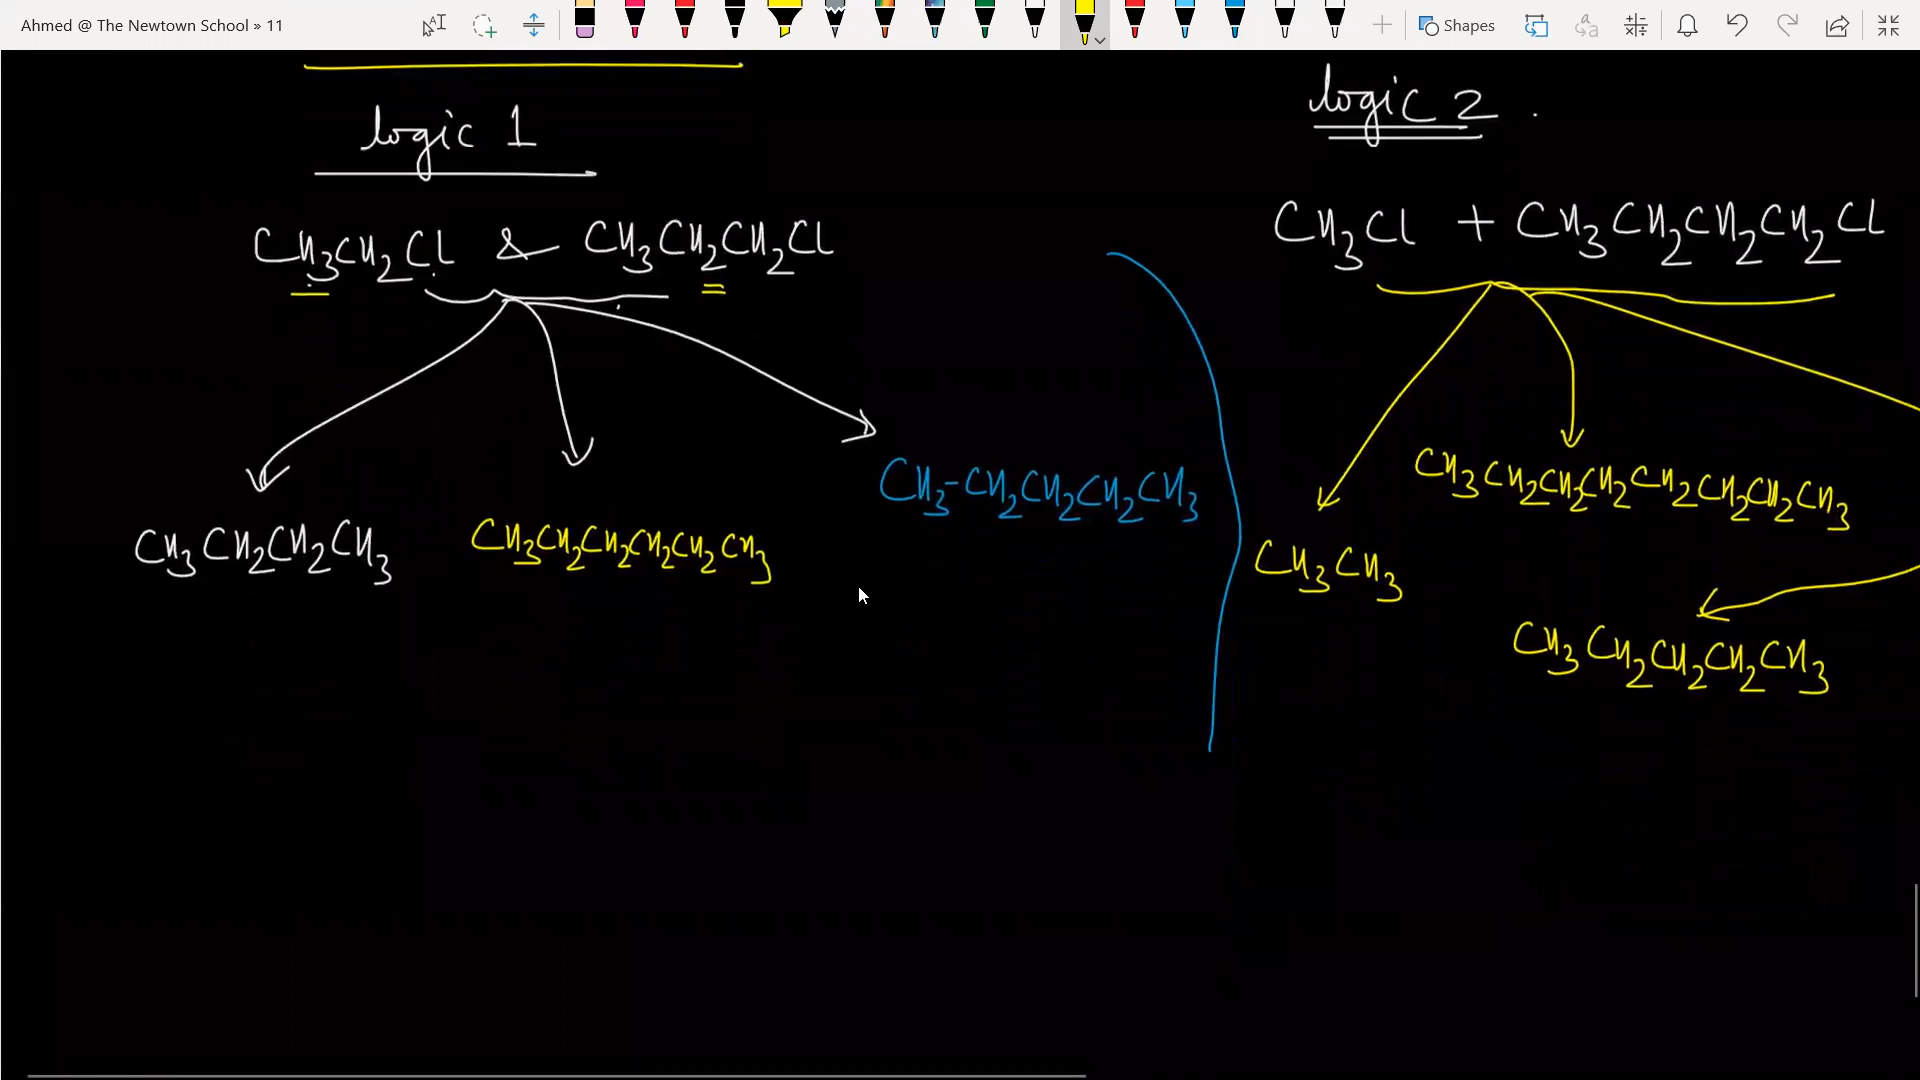 Ahmed @ The Newtown School » 11
Shapes
logic 1
CH3CH2Cl & CH3CH2CH2Cl
CH3CH2CH2CH3
CH3CH2CH2CH2CH2CH3
CH3-CH2CH2CH2CH3
logic 2 .
CH3Cl + CH3CH2CH2CH2Cl
CH3CH3
CH3CH2CH2CH2CH2CH2CH2CH3
CH3CH2CH2CH2CH3